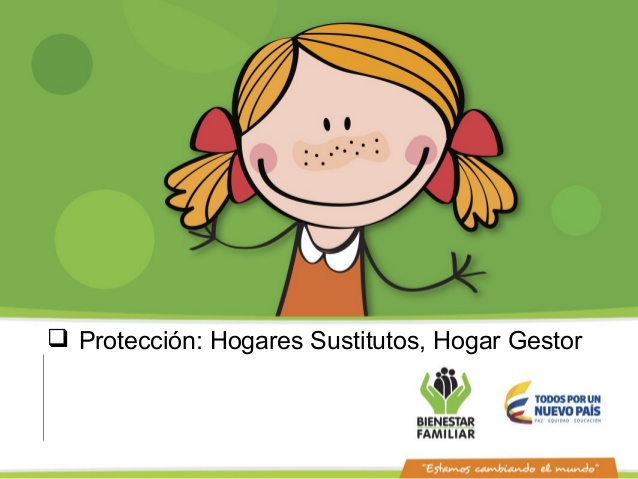 Protección: Hogares Sustitutos, Hogar Gestor
BIENESTAR
FAMILIAR
TODOS POR UN
NUEVO PAÍS
PAZ EQUIDAD EDUCACIÓN
"Estamos cambiando el mundo"